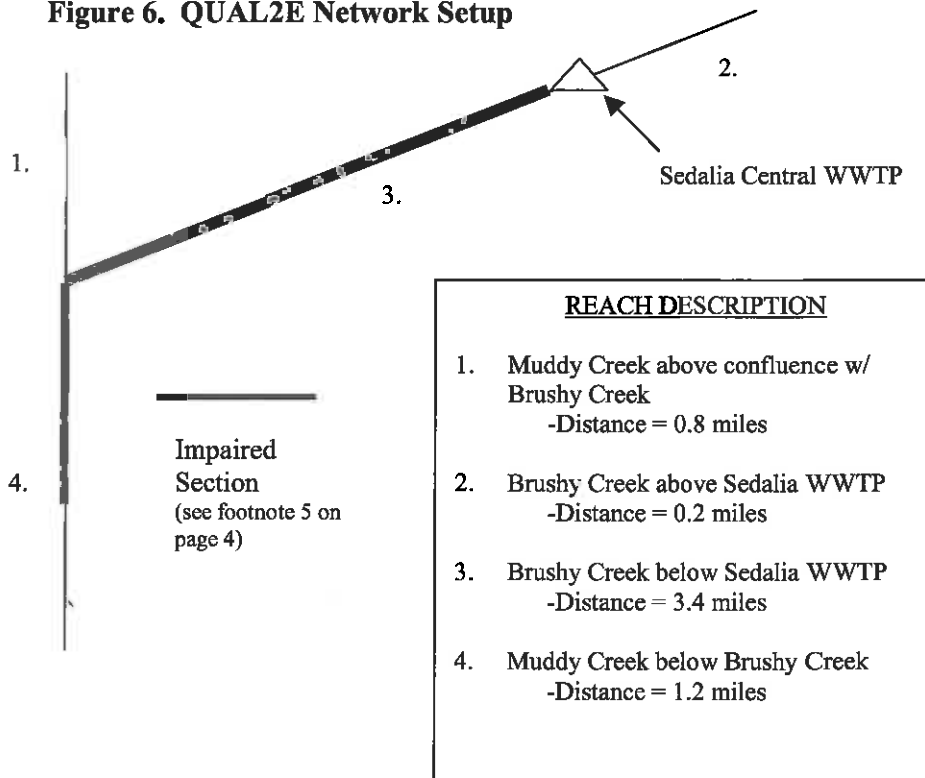 Figure 6. QUAL2E Network Setup
2.
1.
Sedalia Central WWTP
3.
Impaired
Section
(see footnote 5 on
page 4)
4.
REACH DESCRIPTION
1. Muddy Creek above confluence w/
Brushy Creek
-Distance = 0.8 miles
2. Brushy Creek above Sedalia WWTP
-Distance = 0.2 miles
3. Brushy Creek below Sedalia WWTP
-Distance = 3.4 miles
4. Muddy Creek below Brushy Creek
-Distance = 1.2 miles